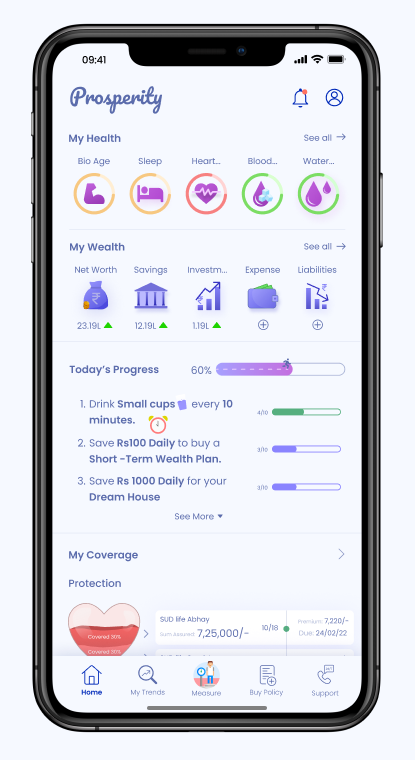 09:41
Prosperity
My Health
See all
Bio Age
Sleep
Heart...
Blood...
Water...
My Wealth
See all
Net Worth
Savings
Investm...
Expense
Liabilities
23.19L
12.19L
1.19L
Today's Progress
60%
1. Drink Small cups every 10
minutes.
4/10
2. Save Rs100 Daily to buy a
Short -Term Wealth Plan.
3/10
3. Save Rs 1000 Daily for your
Dream House
3/10
See More
My Coverage
Protection
Covered 30%
SUD life Abhay
Sum Assured 7,25,000/-
10/18
Premium: 7,220/-
Due: 24/02/22
Home
My Trends
Measure
Buy Policy
Support